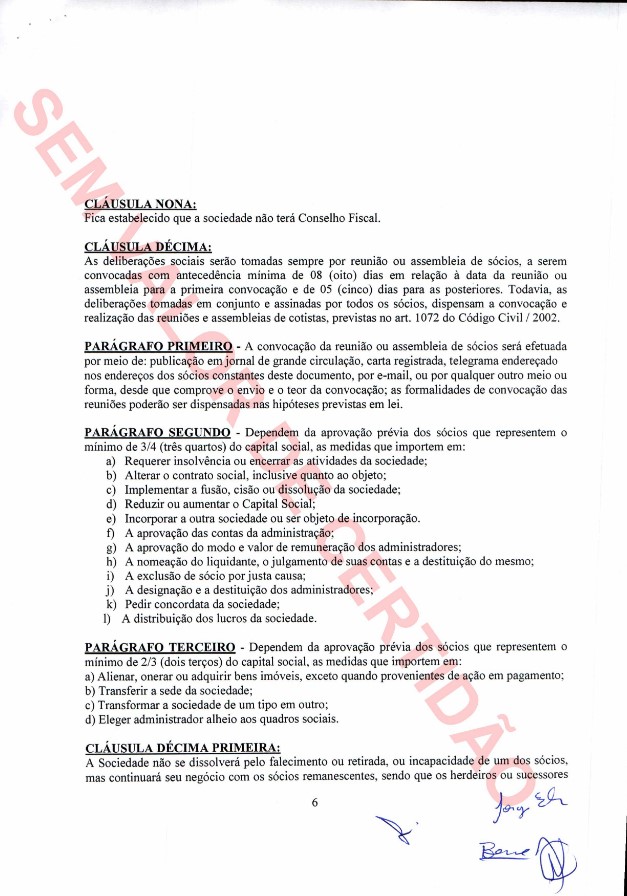 SEM VALOR DE CERTIDÃO
CLÁUSULA NONA:
Fica estabelecido que a sociedade não terá Conselho Fiscal.
CLÁUSULA DÉCIMA:
As deliberações sociais serão tomadas sempre por reunião ou assembleia de sócios, a serem
convocadas com antecedência mínima de 08 (oito) dias em relação à data da reunião ou
assembleia para a primeira convocação e de 05 (cinco) dias para as posteriores. Todavia, as
deliberações tomadas em conjunto e assinadas por todos os sócios, dispensam a convocação e
realização das reuniões e assembleias de cotistas, previstas no art. 1072 do Código Civil / 2002.
PARÁGRAFO PRIMEIRO - A convocação da reunião ou assembleia de sócios será efetuada
por meio de: publicação em jornal de grande circulação, carta registrada, telegrama endereçado
nos endereços dos sócios constantes deste documento, por e-mail, ou por qualquer outro meio ou
forma, desde que comprove o envio e o teor da convocação; as formalidades de convocação das
reuniões poderão ser dispensadas nas hipóteses previstas em lei.
PARÁGRAFO SEGUNDO - Dependem da aprovação prévia dos sócios que representem o
mínimo de 3/4 (três quartos) do capital social, as medidas que importem em:
a) Requerer insolvência ou encerrar as atividades da sociedade;
b) Alterar o contrato social, inclusive quanto ao objeto;
c) Implementar a fusão, cisão ou dissolução da sociedade;
d) Reduzir ou aumentar o Capital Social;
e) Incorporar a outra sociedade ou ser objeto de incorporação.
f) A aprovação das contas da administração;
g) A aprovação do modo e valor de remuneração dos administradores;
h) A nomeação do liquidante, o julgamento de suas contas e a destituição do mesmo;
i) A exclusão de sócio por justa causa;
j) A designação e a destituição dos administradores;
k) Pedir concordata da sociedade;
l) A distribuição dos lucros da sociedade.
PARÁGRAFO TERCEIRO - Dependem da aprovação prévia dos sócios que representem o
mínimo de 2/3 (dois terços) do capital social, as medidas que importem em:
a) Alienar, onerar ou adquirir bens imóveis, exceto quando provenientes de ação em pagamento;
b) Transferir a sede da sociedade;
c) Transformar a sociedade de um tipo em outro;
d) Eleger administrador alheio aos quadros sociais.
CLÁUSULA DÉCIMA PRIMEIRA:
A Sociedade não se dissolverá pelo falecimento ou retirada, ou incapacidade de um dos sócios,
mas continuará seu negócio com os sócios remanescentes, sendo que os herdeiros ou sucessores
6